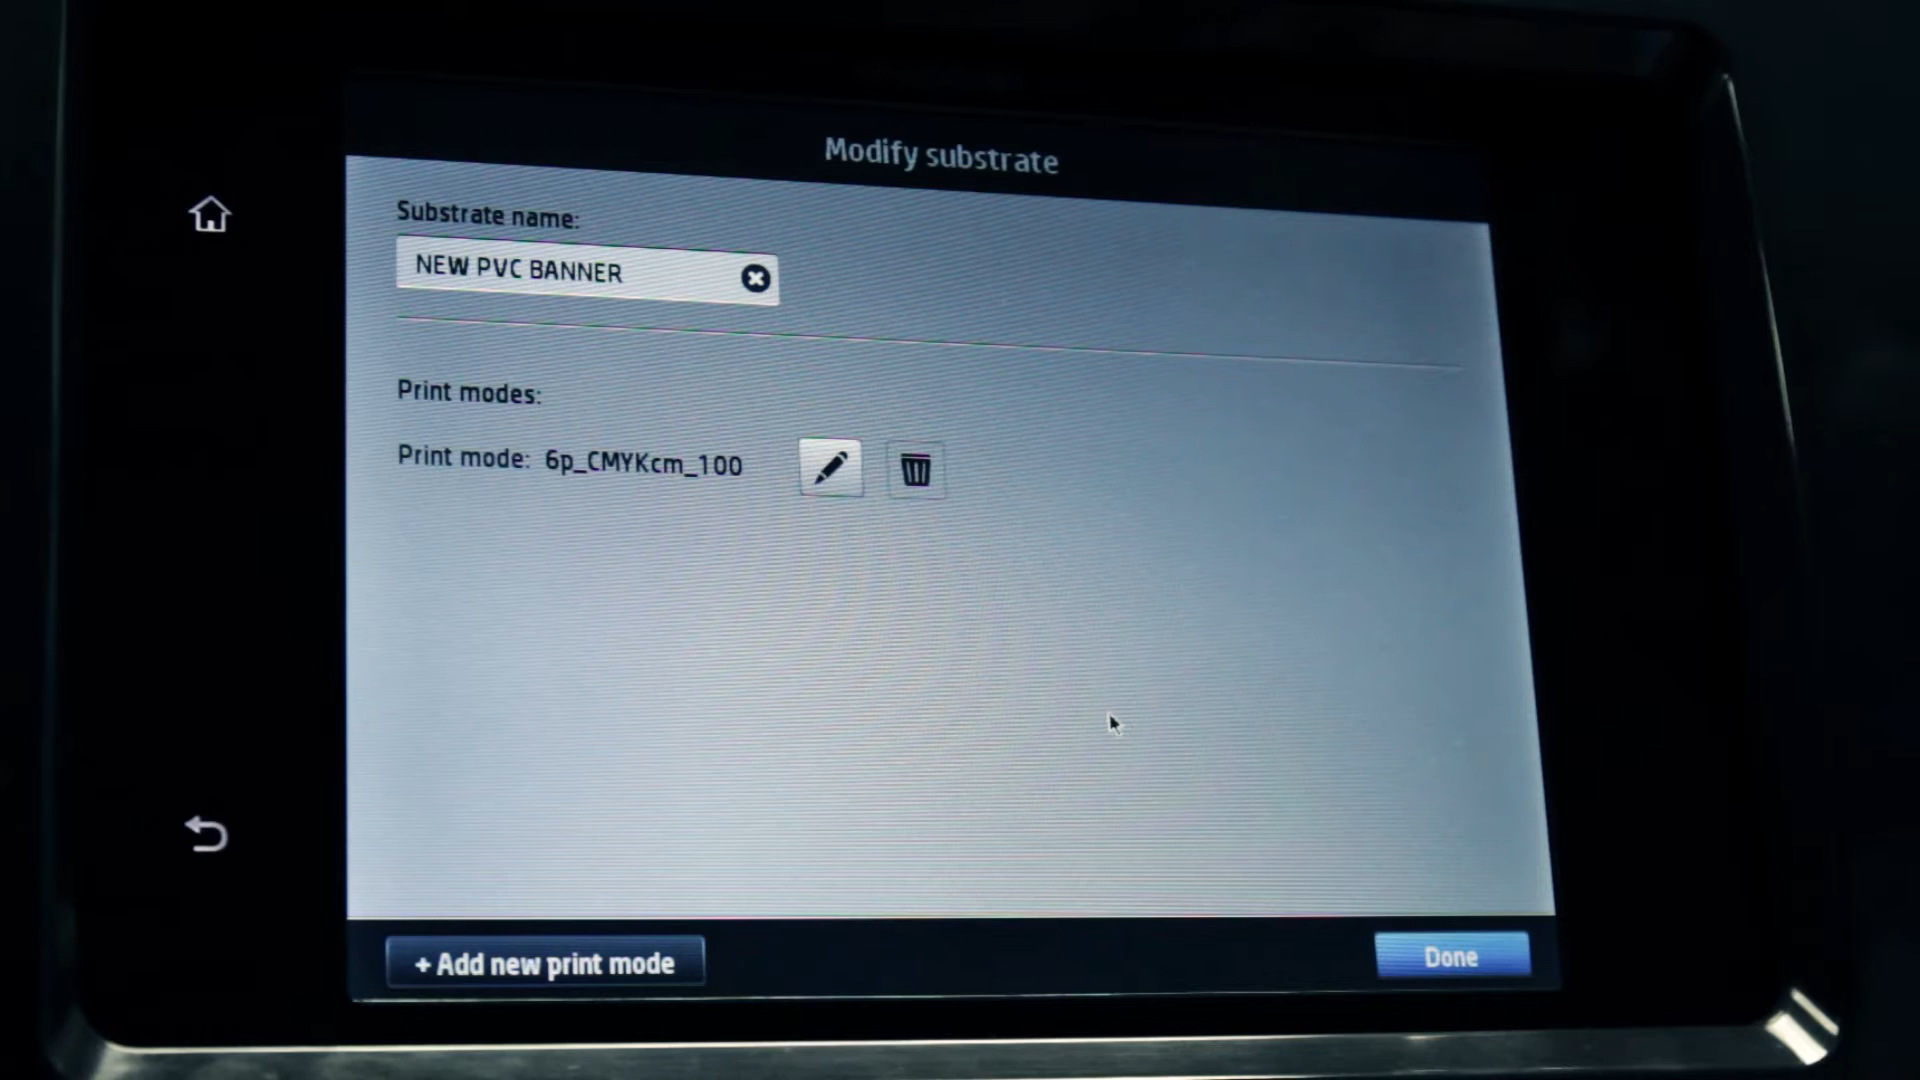 Modify substrate
Substrate name:
NEW PVC BANNER
Print modes:
Print mode: 6p_CMYKcm_100
+ Add new print mode
Done